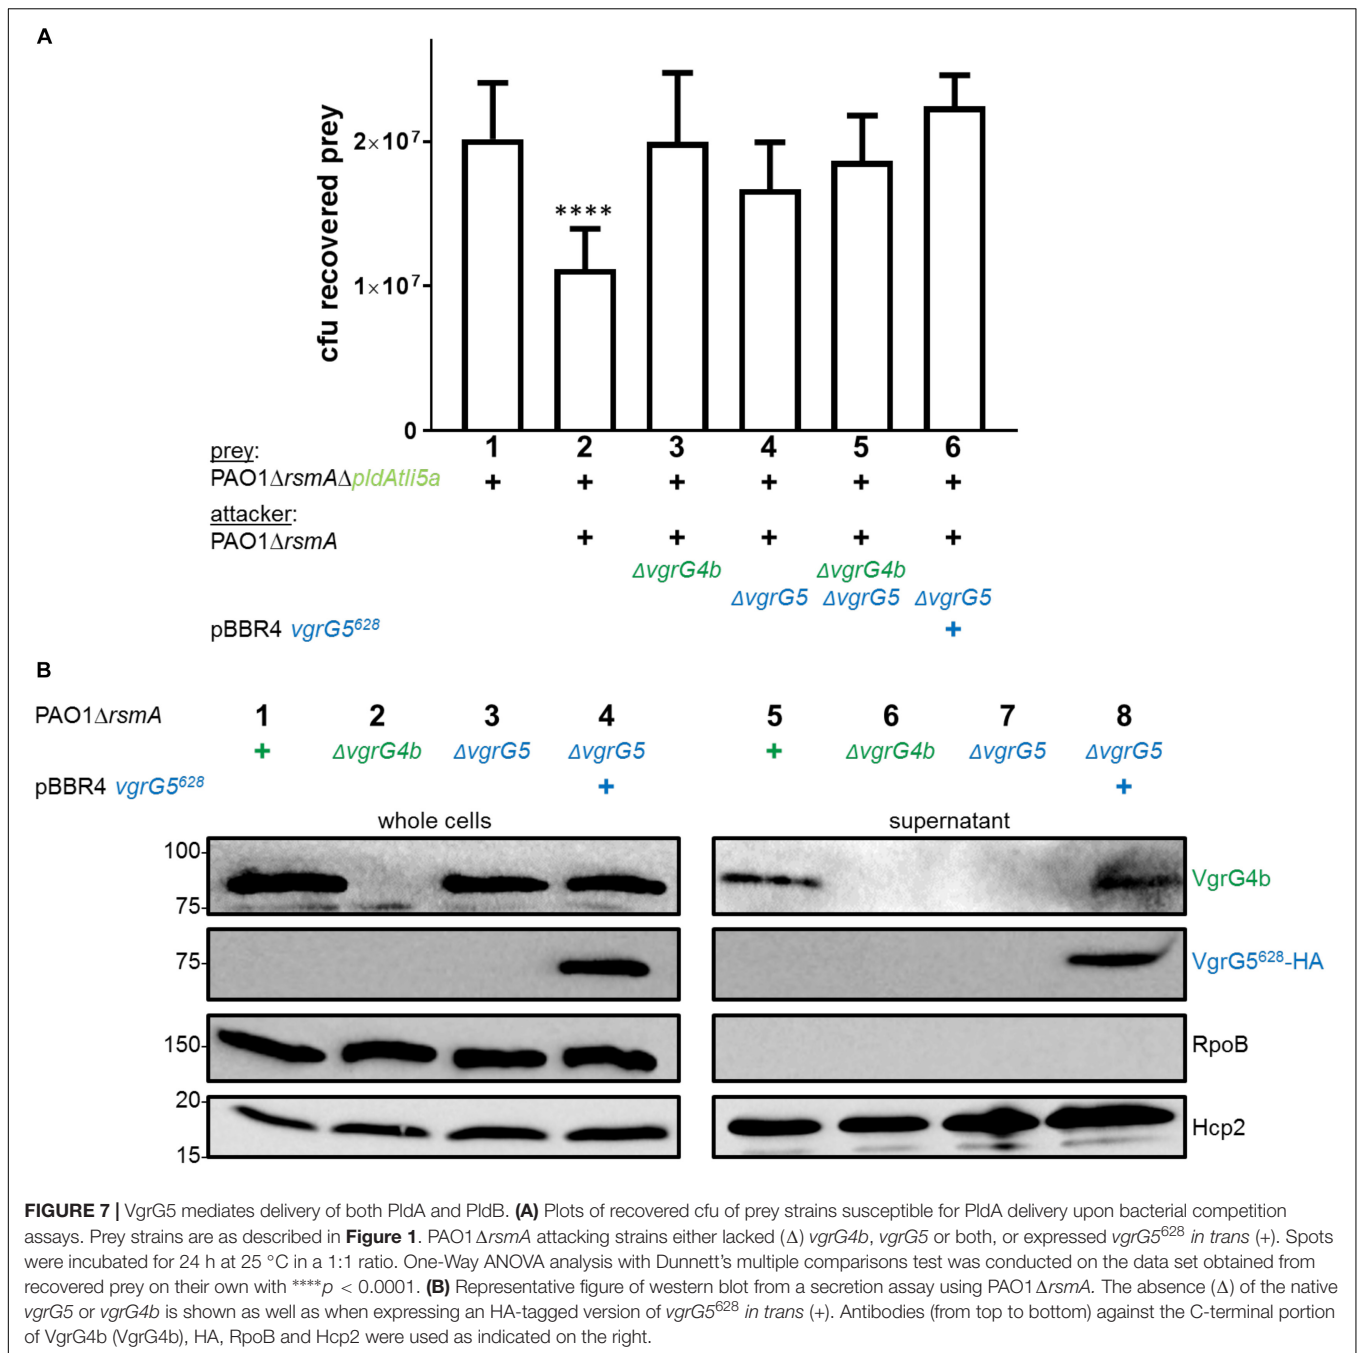 A
cfu recovered prey
2×10⁷
1×10⁷
0
prey: 1 2 3 4 5 6
PAO1ΔrsmAΔpldAtli5a + + + + + +
attacker:
PAO1ΔrsmA + + + + +
ΔvgrG4b ΔvgrG4b
ΔvgrG5 ΔvgrG5 ΔvgrG5
pBBR4 vgrG5⁶²⁸ +
****
B
PAO1ΔrsmA 1 2 3 4 5 6 7 8
+ ΔvgrG4b ΔvgrG5 ΔvgrG5 + ΔvgrG4b ΔvgrG5 ΔvgrG5
pBBR4 vgrG5⁶²⁸ + +
whole cells supernatant
100
75
VgrG4b
75
VgrG5⁶²⁸-HA
150
RpoB
20
15
Hcp2
FIGURE 7 | VgrG5 mediates delivery of both PldA and PldB. (A) Plots of recovered cfu of prey strains susceptible for PldA delivery upon bacterial competition
assays. Prey strains are as described in Figure 1. PAO1ΔrsmA attacking strains either lacked (Δ) vgrG4b, vgrG5 or both, or expressed vgrG5⁶²⁸ in trans (+). Spots
were incubated for 24 h at 25 °C in a 1:1 ratio. One-Way ANOVA analysis with Dunnett's multiple comparisons test was conducted on the data set obtained from
recovered prey on their own with ****p < 0.0001. (B) Representative figure of western blot from a secretion assay using PAO1ΔrsmA. The absence (Δ) of the native
vgrG5 or vgrG4b is shown as well as when expressing an HA-tagged version of vgrG5⁶²⁸ in trans (+). Antibodies (from top to bottom) against the C-terminal portion
of VgrG4b (VgrG4b), HA, RpoB and Hcp2 were used as indicated on the right.